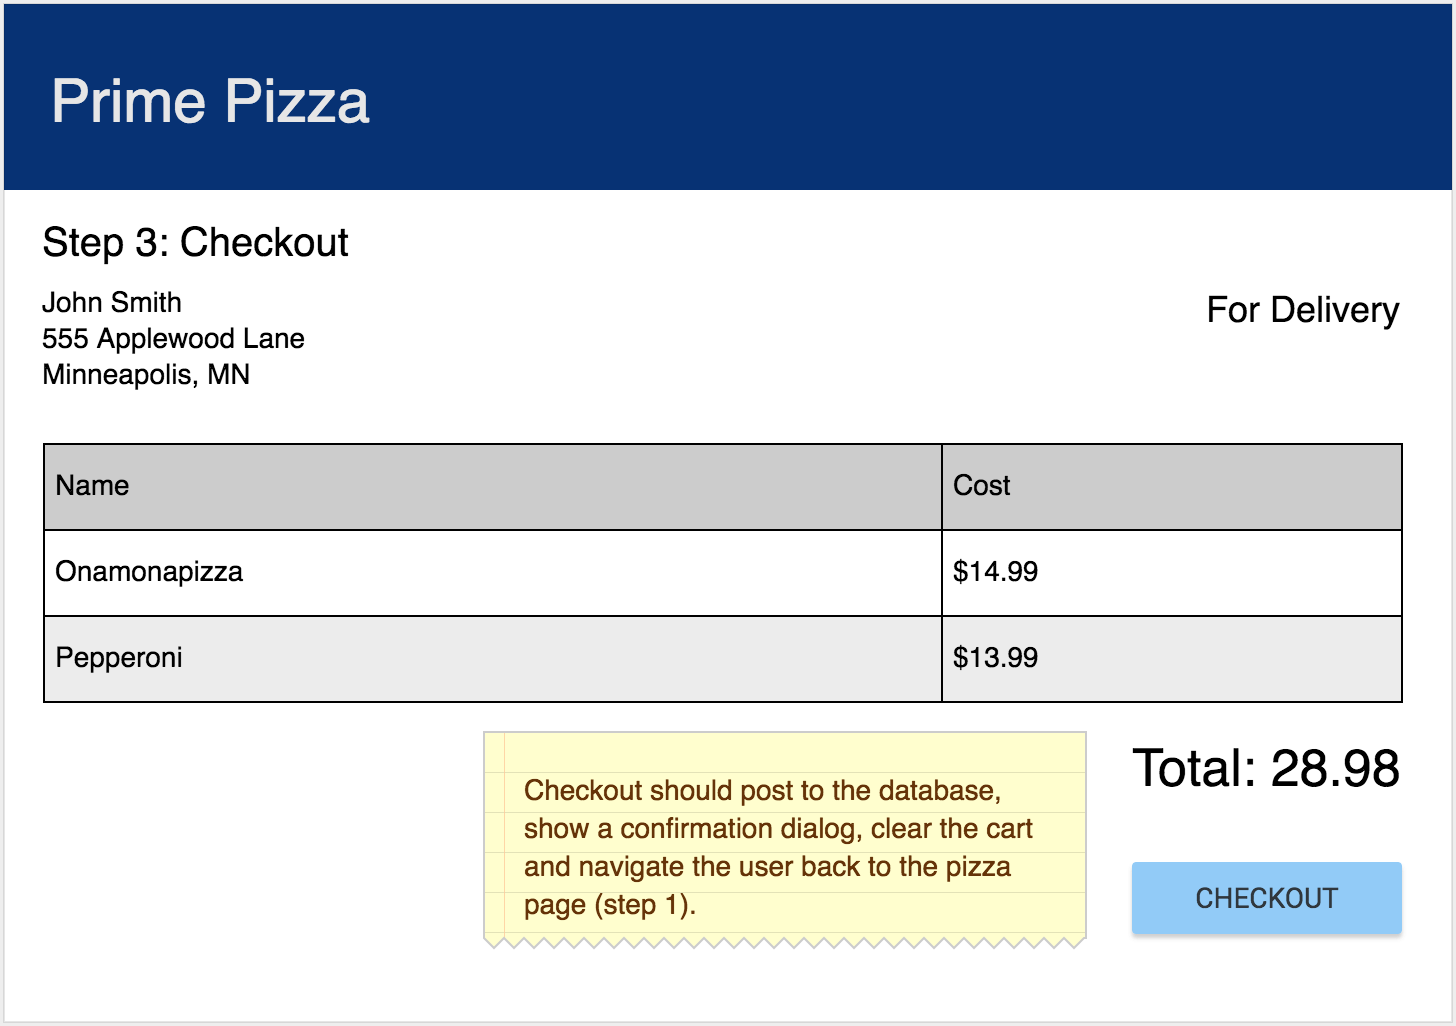 Prime Pizza
Step 3: Checkout
John Smith
555 Applewood Lane
Minneapolis, MN
For Delivery
Name Cost
Onamonapizza $14.99
Pepperoni $13.99
Total: 28.98
Checkout should post to the database,
show a confirmation dialog, clear the cart
and navigate the user back to the pizza
page (step 1).
CHECKOUT